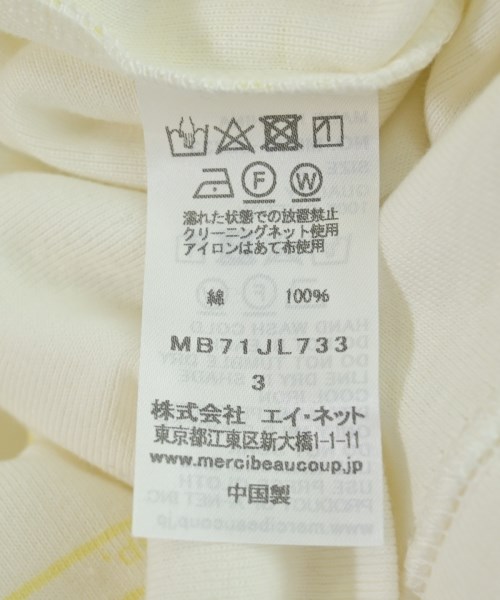 F W
濡れた状態での放置禁止
クリーニングネット使用
アイロンはあて布使用
綿 100%
MB71JL733
3
株式会社 エイ・ネット
東京都江東区新大橋1-1-11
www.mercibeaucoup.jp
中国製